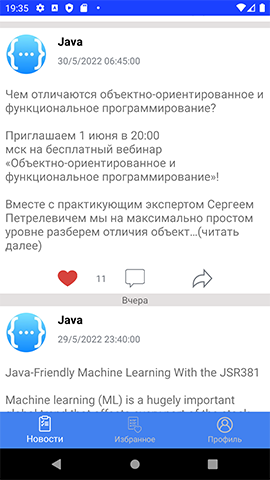 19:35
Java
30/5/2022 06:45:00
Чем отличаются объектно-ориентированное и
функциональное программирование?
Приглашаем 1 июня в 20:00
мск на бесплатный вебинар
«Объектно-ориентированное и
функциональное программирование»!
Вместе с практикующим экспертом Сергеем
Петрелевичем мы на максимально простом
уровне разберем отличия объект...(читать
далее)
11
Вчера
Java
29/5/2022 23:40:00
Java-Friendly Machine Learning With the JSR381
Machine learning (ML) is a hugely important
Новости
Избранное
Профиль